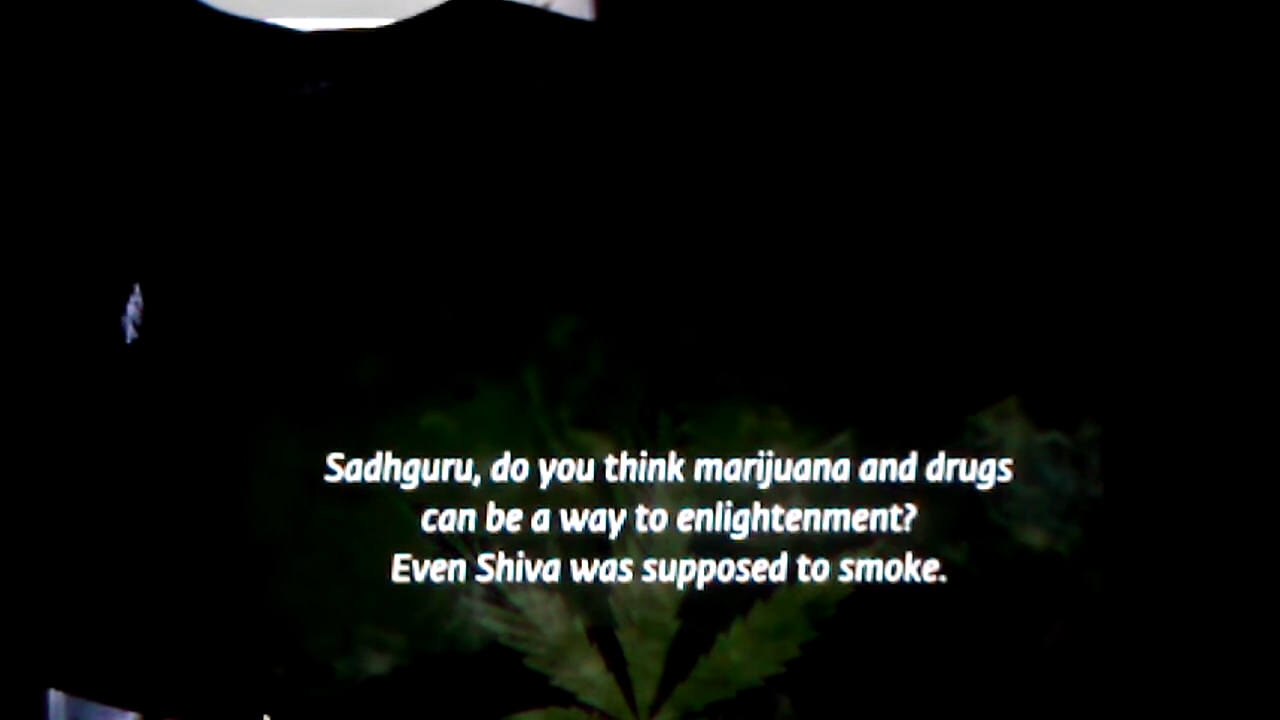 Sadhguru, do you think marijuana and drugs
can be a way to enlightenment?
Even Shiva was supposed to smoke.